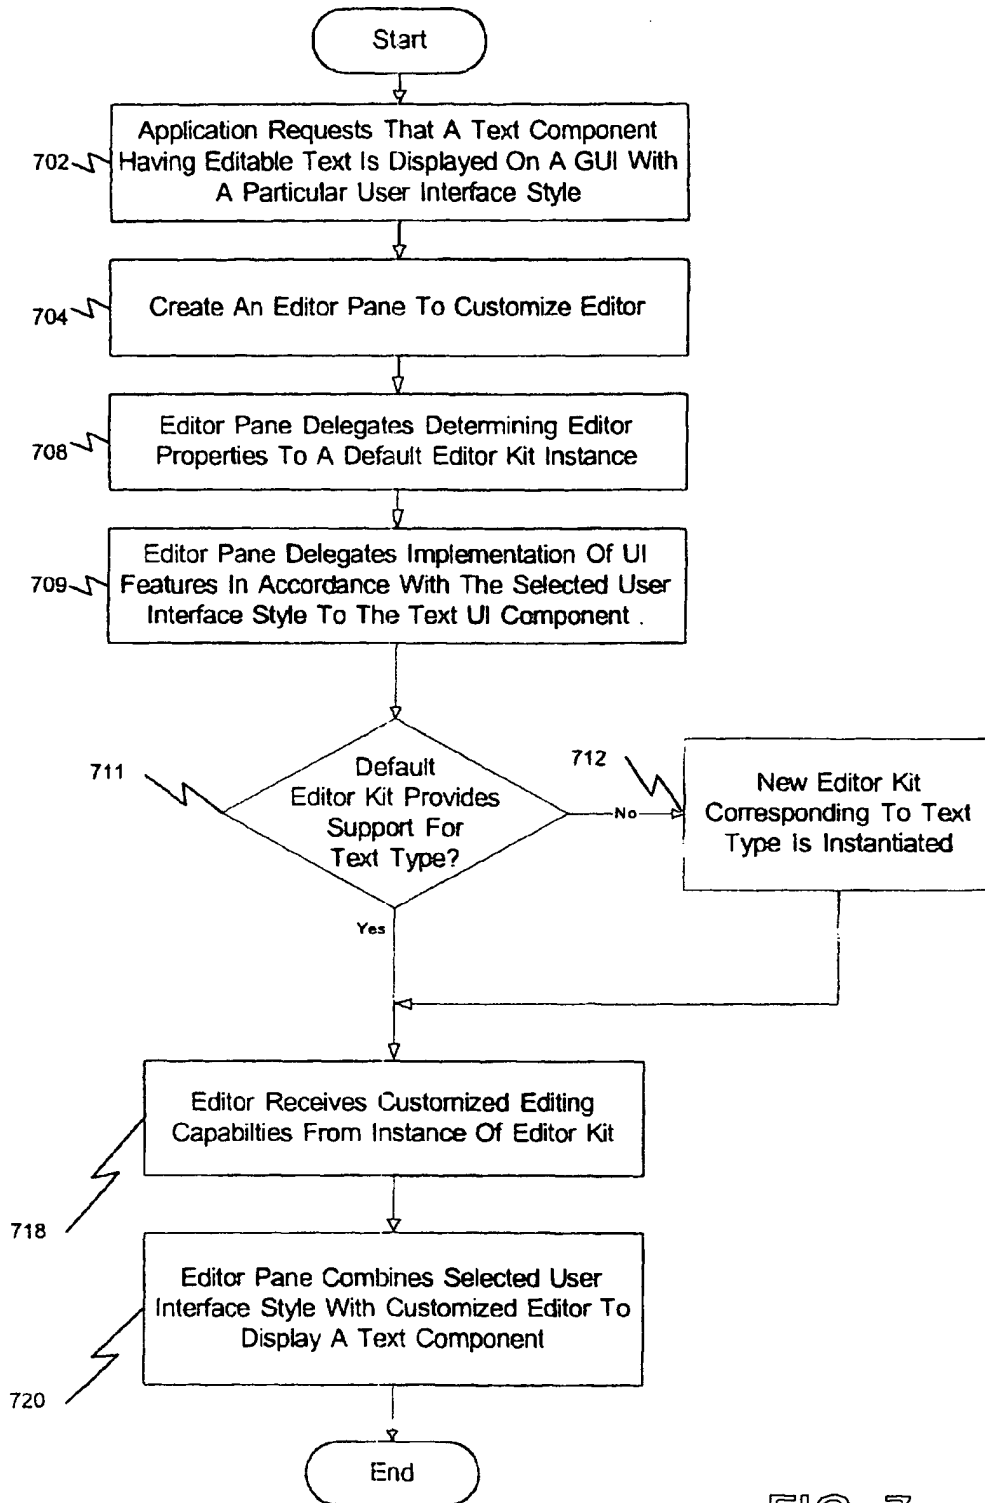 Start
Application Requests That A Text Component
Having Editable Text Is Displayed On A GUI With
A Particular User Interface Style
702
Create An Editor Pane To Customize Editor
704
Editor Pane Delegates Determining Editor
Properties To A Default Editor Kit Instance
708
Editor Pane Delegates Implementation Of UI
Features In Accordance With The Selected User
Interface Style To The Text UI Component .
709
Default
Editor Kit Provides
Support For
Text Type?
711
No
712
New Editor Kit
Corresponding To Text
Type Is Instantiated
Yes
Editor Receives Customized Editing
Capabilties From Instance Of Editor Kit
718
Editor Pane Combines Selected User
Interface Style With Customized Editor To
Display A Text Component
720
End
FIG. 7